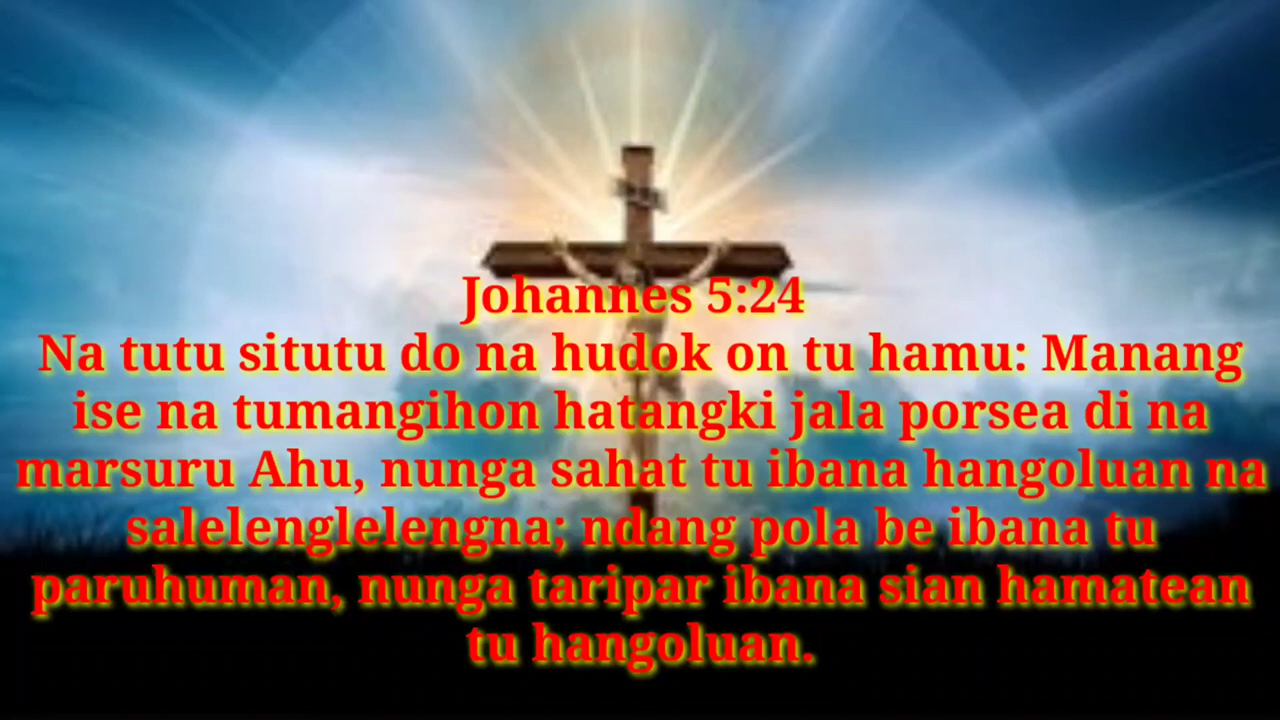 Johannes 5:24
Na tutu situtu do na hudok on tu hamu: Manang
ise na tumangihon hatangki jala porsea di na
marsuru Ahu, nunga sahat tu ibana hangoluan na
salelenglelengna; ndang pola be ibana tu
paruhuman, nunga taripar ibana sian hamatean
tu hangoluan.